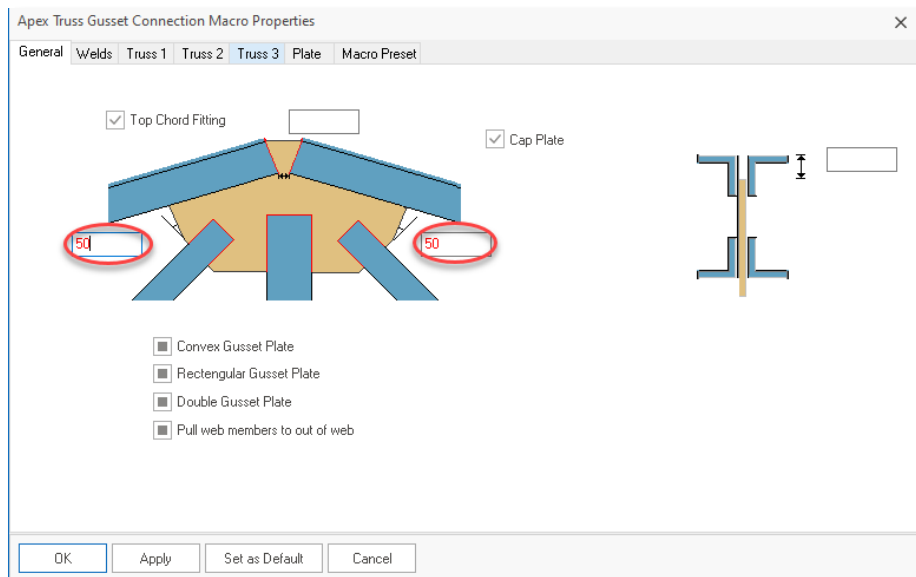 Apex Truss Gusset Connection Macro Properties
General Welds Truss 1 Truss 2 Truss 3 Plate Macro Preset
Top Chord Fitting
Cap Plate
50
50
Convex Gusset Plate
Rectengular Gusset Plate
Double Gusset Plate
Pull web members to out of web
OK Apply Set as Default Cancel